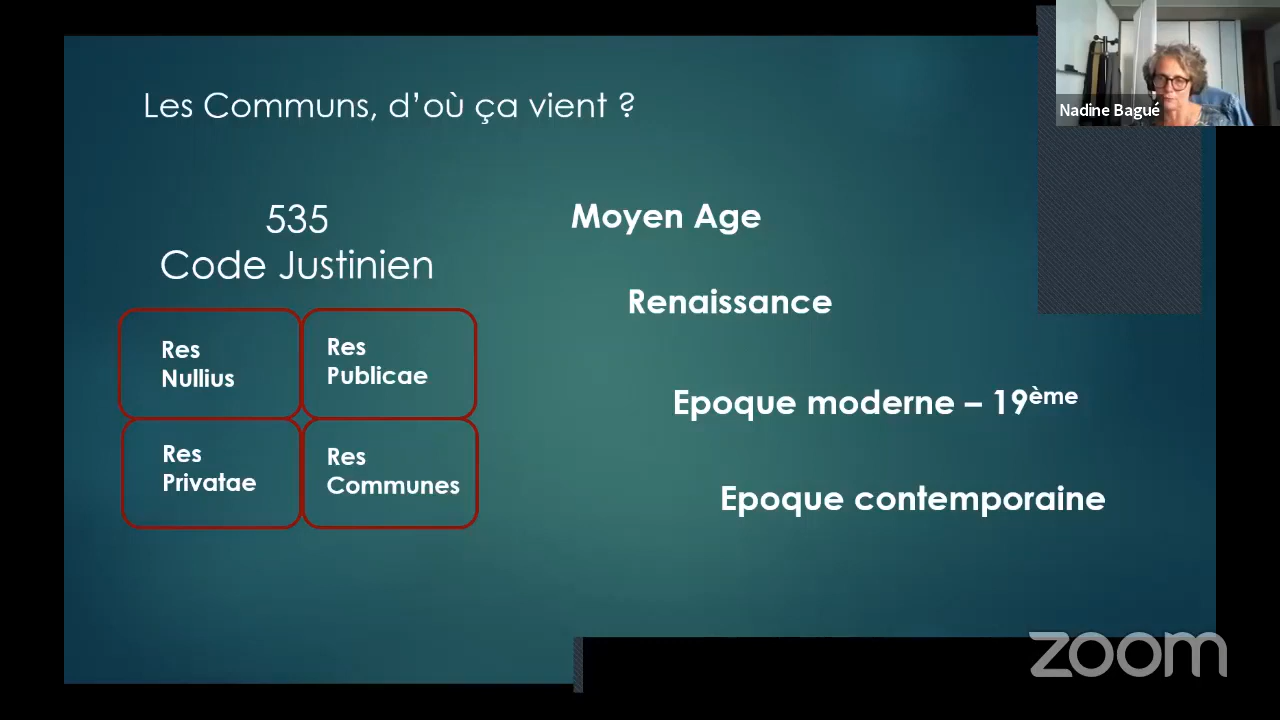 Les Communs, d’où ça vient ?
535
Code Justinien
Res
Nullius
Res
Publicae
Res
Privatae
Res
Communes
Moyen Age
Renaissance
Epoque moderne – 19ème
Epoque contemporaine
Nadine Bagué
zoom